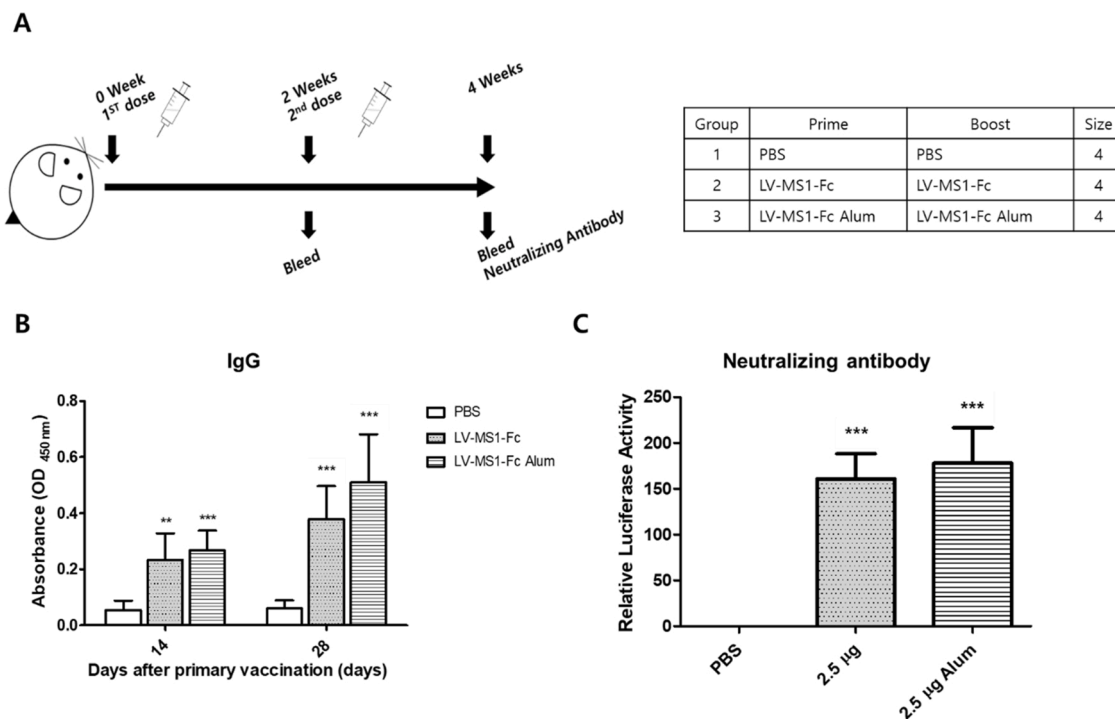 A
0 Week
1ST dose
2 Weeks
2nd dose
4 Weeks
Bleed
Bleed
Neutralizing Antibody
Group Prime Boost Size
1 PBS PBS 4
2 LV-MS1-Fc LV-MS1-Fc 4
3 LV-MS1-Fc Alum LV-MS1-Fc Alum 4
B
IgG
Absorbance (OD 450 nm)
0.8
0.6
0.4
0.2
0.0
** ***
*** ***
14 28
Days after primary vaccination (days)
PBS
LV-MS1-Fc
LV-MS1-Fc Alum
C
Neutralizing antibody
Relative Luciferase Activity
250
200
150
100
50
0
*** ***
PBS
2.5 µg
2.5 µg Alum